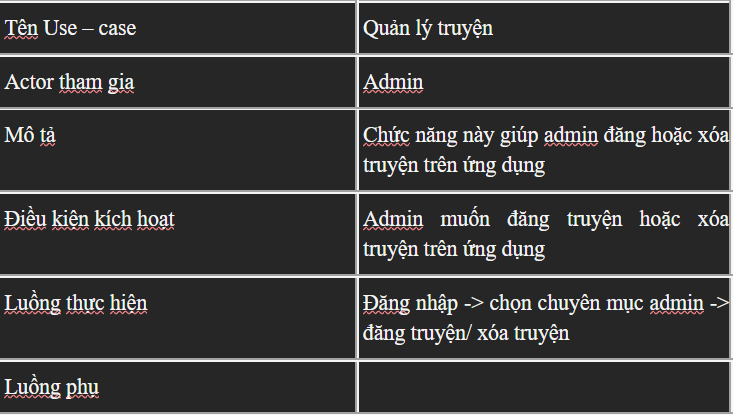 Tên Use – case
Quản lý truyện
Actor tham gia
Admin
Mô tả
Chức năng này giúp admin đăng hoặc xóa
truyện trên ứng dụng
Điều kiện kích hoạt
Admin muốn đăng truyện hoặc xóa
truyện trên ứng dụng
Luồng thực hiện
Đăng nhập -> chọn chuyên mục admin ->
đăng truyện/ xóa truyện
Luồng phụ